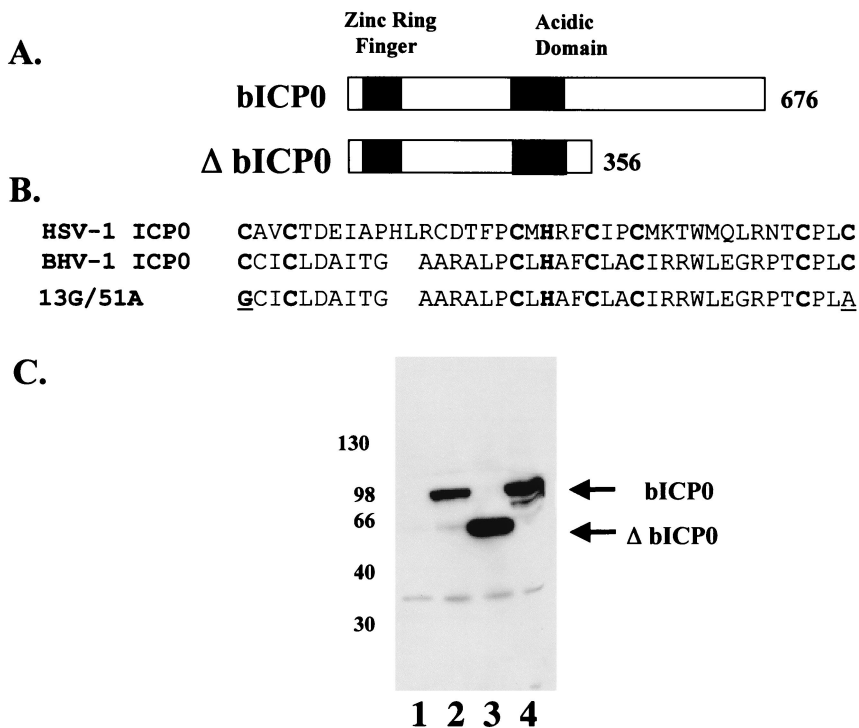 A.
Zinc Ring
Finger
Acidic
Domain
bICP0
676
Δ bICP0
356
B.
HSV-1 ICP0 CAVCTDEIAPHLRCDTFPCMHRFCIPCMKTWMQLRNTCPLC
BHV-1 ICP0 CCICLDAITG AARALPCLHAFCLACIRRWLEGRPTCPLC
13G/51A GCICLDAITG AARALPCLHAFCLACIRRWLEGRPTCPLA
C.
130
98
66
40
30
bICP0
Δ bICP0
1 2 3 4